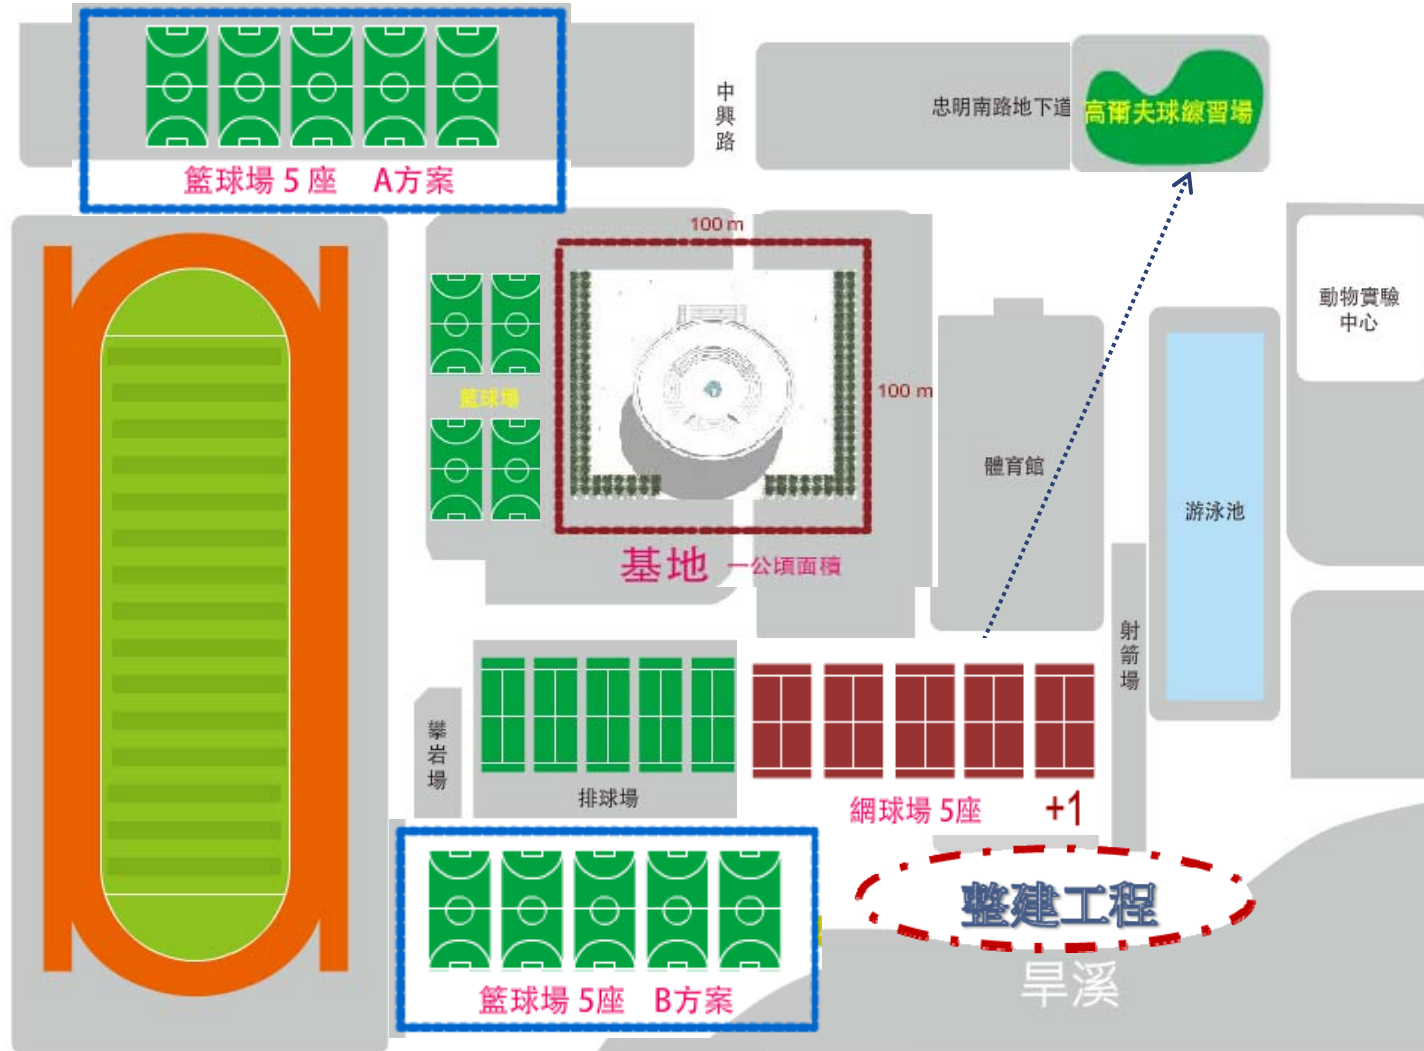 籃球場 5 座 A方案
中興路
忠明南路地下道
高爾夫球練習場
100 m
100 m
籃球場
動物實驗
中心
體育館
游泳池
基地 一公頃面積
射箭場
攀岩場
排球場
網球場 5座 +1
整建工程
旱溪
籃球場 5座 B方案